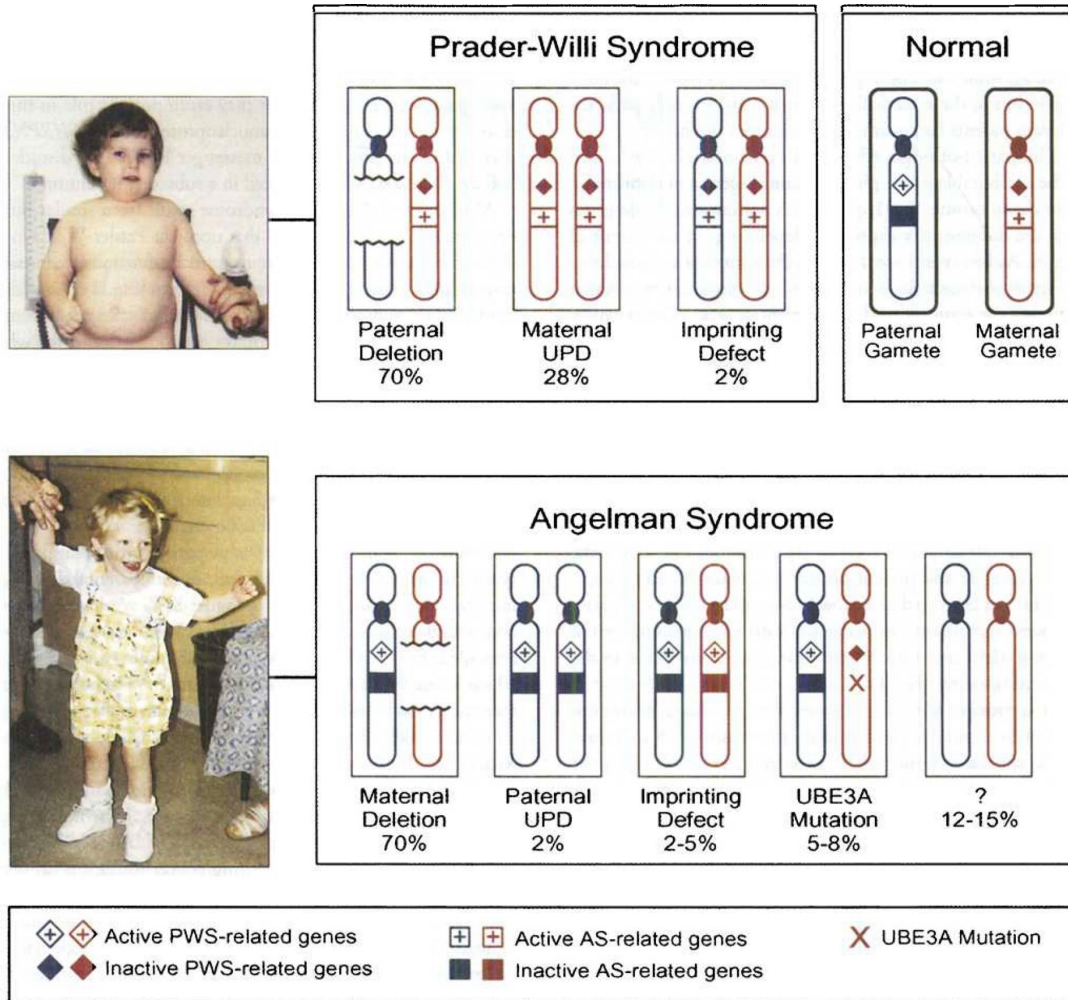 Prader-Willi Syndrome
Normal
Paternal
Deletion
70%
Maternal
UPD
28%
Imprinting
Defect
2%
Paternal
Gamete
Maternal
Gamete
Angelman Syndrome
Maternal
Deletion
70%
Paternal
UPD
2%
Imprinting
Defect
2-5%
UBE3A
Mutation
5-8%
?
12-15%
Active PWS-related genes
Active AS-related genes
UBE3A Mutation
Inactive PWS-related genes
Inactive AS-related genes